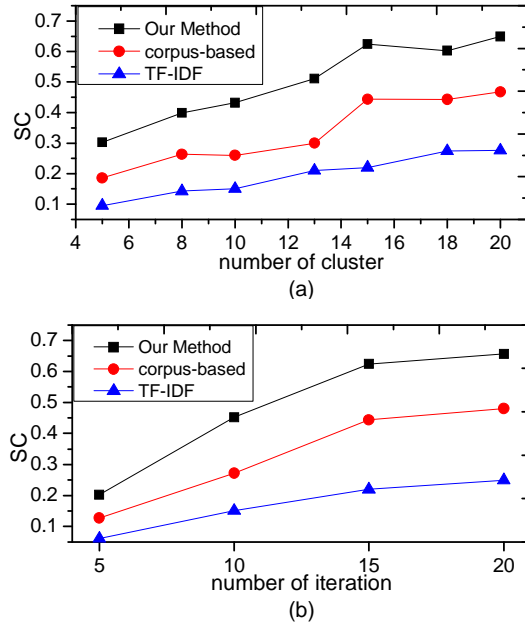 0.7
0.6
0.5
0.4
0.3
0.2
0.1
SC
Our Method
corpus-based
TF-IDF
4 6 8 10 12 14 16 18 20
number of cluster
(a)
0.7
0.6
0.5
0.4
0.3
0.2
0.1
SC
Our Method
corpus-based
TF-IDF
5 10 15 20
number of iteration
(b)